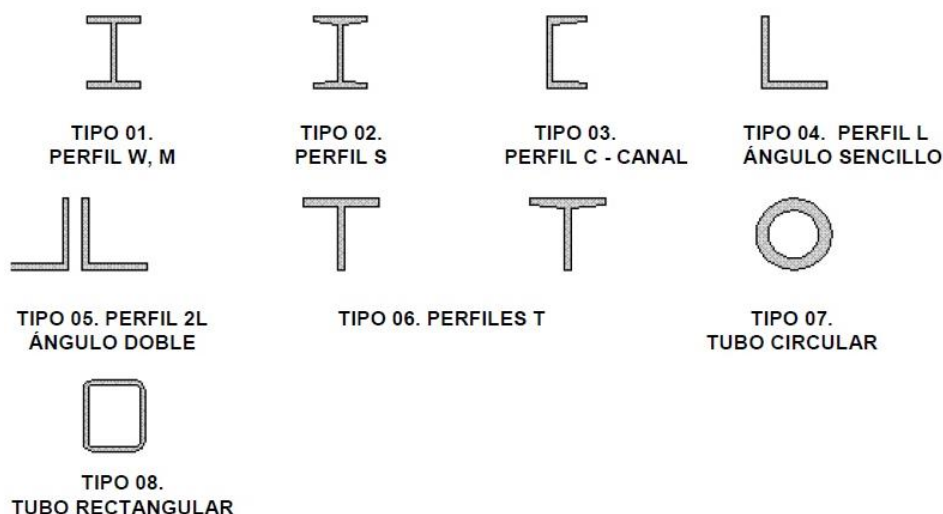 TIPO 01.
PERFIL W, M
TIPO 02.
PERFIL S
TIPO 03.
PERFIL C - CANAL
TIPO 04. PERFIL L
ÁNGULO SENCILLO
TIPO 05. PERFIL 2L
ÁNGULO DOBLE
TIPO 06. PERFILES T
TIPO 07.
TUBO CIRCULAR
TIPO 08.
TUBO RECTANGULAR